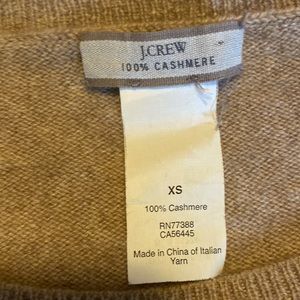 J.CREW
100% CASHMERE
XS
100% Cashmere
RN77388
CA56445
Made in China of Italian
Yarn